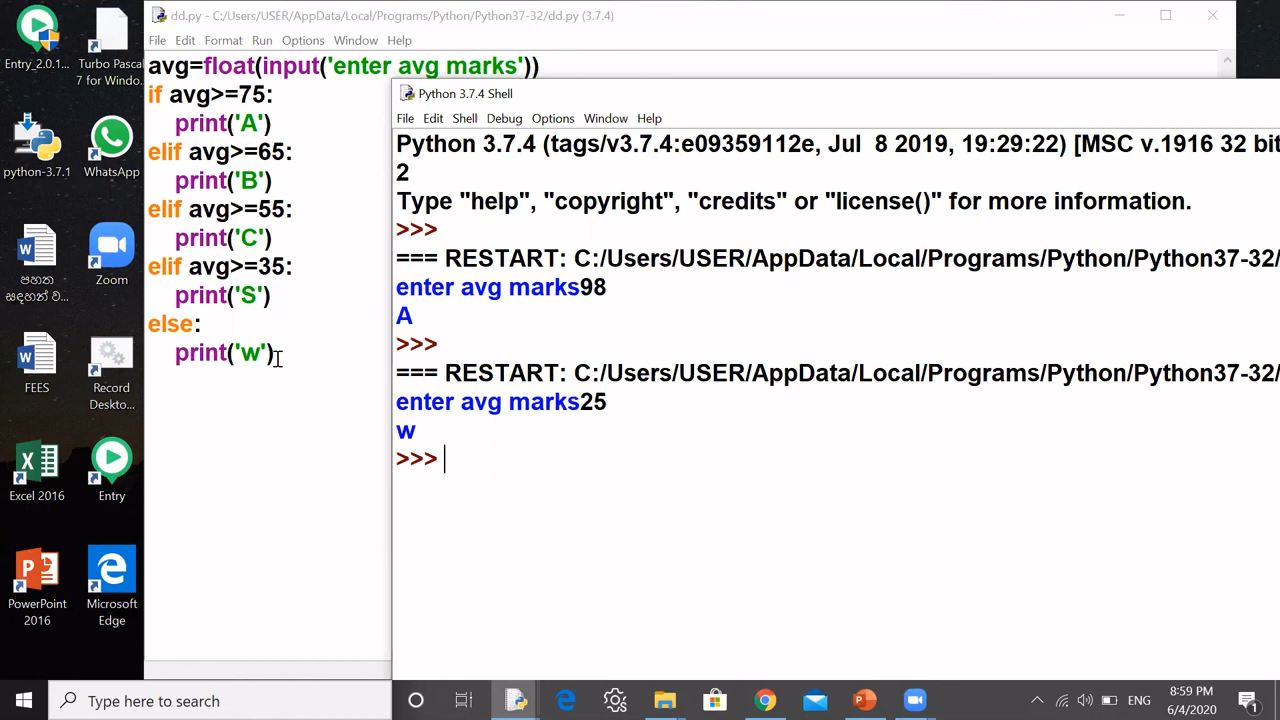 dd.py - C:/Users/USER/AppData/Local/Programs/Python/Python37-32/dd.py (3.7.4)
File Edit Format Run Options Window Help
avg=float(input('enter avg marks'))
if avg>=75:
print('A')
elif avg>=65:
print('B')
elif avg>=55:
print('C')
elif avg>=35:
print('S')
else:
print('w')
Python 3.7.4 Shell
File Edit Shell Debug Options Window Help
Python 3.7.4 (tags/v3.7.4:e09359112e, Jul 8 2019, 19:29:22) [MSC v.1916 32 bit
2
Type "help", "copyright", "credits" or "license()" for more information.
>>>
=== RESTART: C:/Users/USER/AppData/Local/Programs/Python/Python37-32/
enter avg marks98
A
>>>
=== RESTART: C:/Users/USER/AppData/Local/Programs/Python/Python37-32/
enter avg marks25
w
>>>
Entry_2.0.1...
Turbo Pascal
7 for Windo...
python-3.7.1
WhatsApp
පහත
සඳහන් ව...
Zoom
FEES
Record
Deskto...
Excel 2016
Entry
PowerPoint
2016
Microsoft
Edge
Type here to search
ENG
8:59 PM
6/4/2020
1